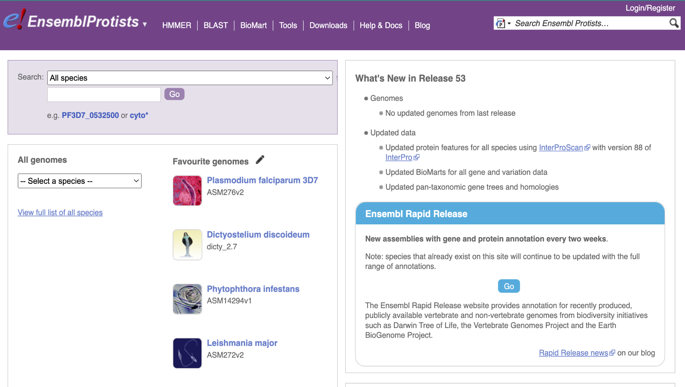 Login/Register
e! EnsemblProtists
HMMER | BLAST | BioMart | Tools | Downloads | Help & Docs | Blog
Search Ensembl Protists…
Search: All species
Go
e.g. PF3D7_0532500 or cyto*
All genomes
-- Select a species --
View full list of all species
Favourite genomes
Plasmodium falciparum 3D7
ASM276v2
Dictyostelium discoideum
dicty_2.7
Phytophthora infestans
ASM14294v1
Leishmania major
ASM272v2
What's New in Release 53
Genomes
No updated genomes from last release
Updated data
Updated protein features for all species using InterProScan with version 88 of
InterPro
Updated BioMarts for all gene and variation data
Updated pan-taxonomic gene trees and homologies
Ensembl Rapid Release
New assemblies with gene and protein annotation every two weeks.
Note: species that already exist on this site will continue to be updated with the full
range of annotations.
Go
The Ensembl Rapid Release website provides annotation for recently produced,
publicly available vertebrate and non-vertebrate genomes from biodiversity initiatives
such as Darwin Tree of Life, the Vertebrate Genomes Project and the Earth
BioGenome Project.
Rapid Release news on our blog